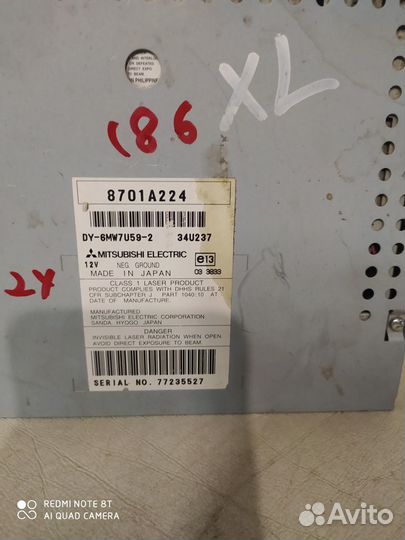 XL
186
24
8701A224
DY-6MW7U59-2 34U237
MITSUBISHI ELECTRIC e13
12V NEG. GROUND
MADE IN JAPAN
CLASS 1 LASER PRODUCT
PRODUCT COMPLIES WITH DHHS RULES 21
CFR SUBCHAPTER J PART 1040.10 AT
DATE OF MANUFACTURE.
MANUFACTURED
MITSUBISHI ELECTRIC CORPORATION
SANDA, HYOGO JAPAN
DANGER
INVISIBLE LASER RADIATION WHEN OPEN.
AVOID DIRECT EXPOSURE TO BEAM.
SERIAL NO. 77235527
REDMI NOTE 8T
AI QUAD CAMERA
Avito